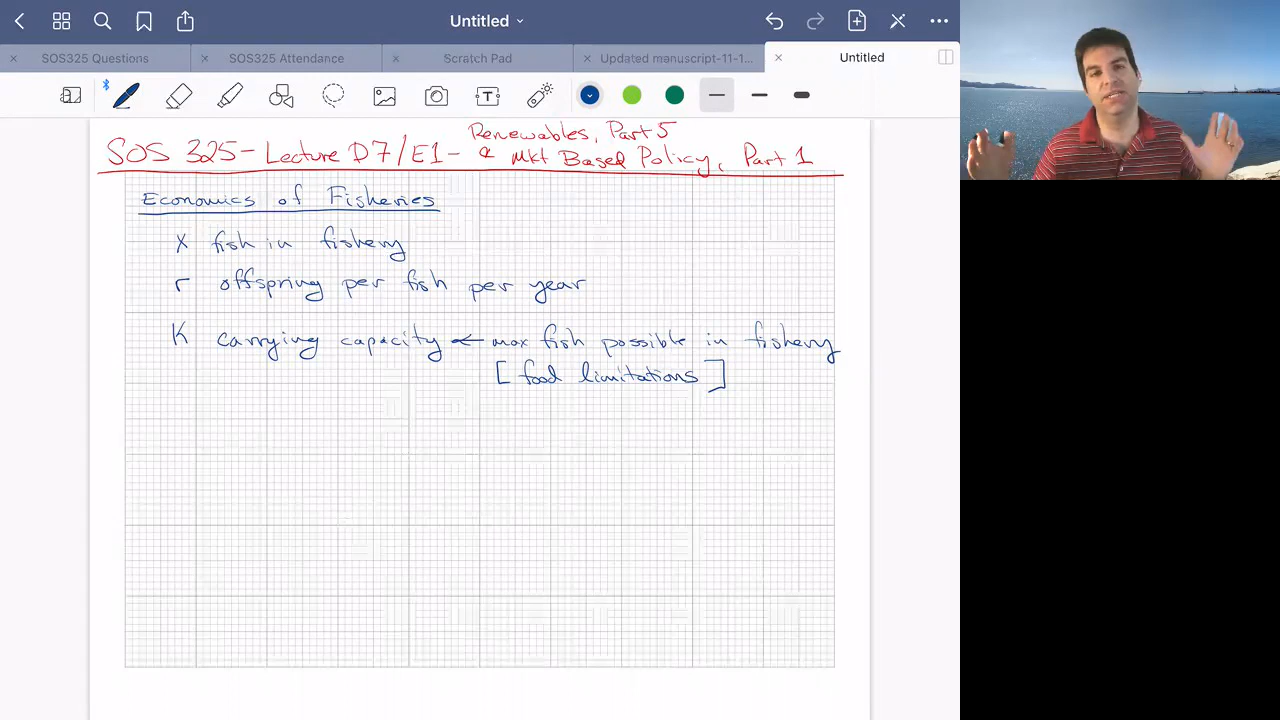 Untitled
SOS325 Questions
SOS325 Attendance
Scratch Pad
Updated manuscript-11-1...
Untitled
Renewables, Part 5
SOS 325- Lecture D7/E1- & Mkt Based Policy, Part 1
Economics of Fisheries
X fish in fishery
r offspring per fish per year
K carrying capacity ← max fish possible in fishery
[food limitations]